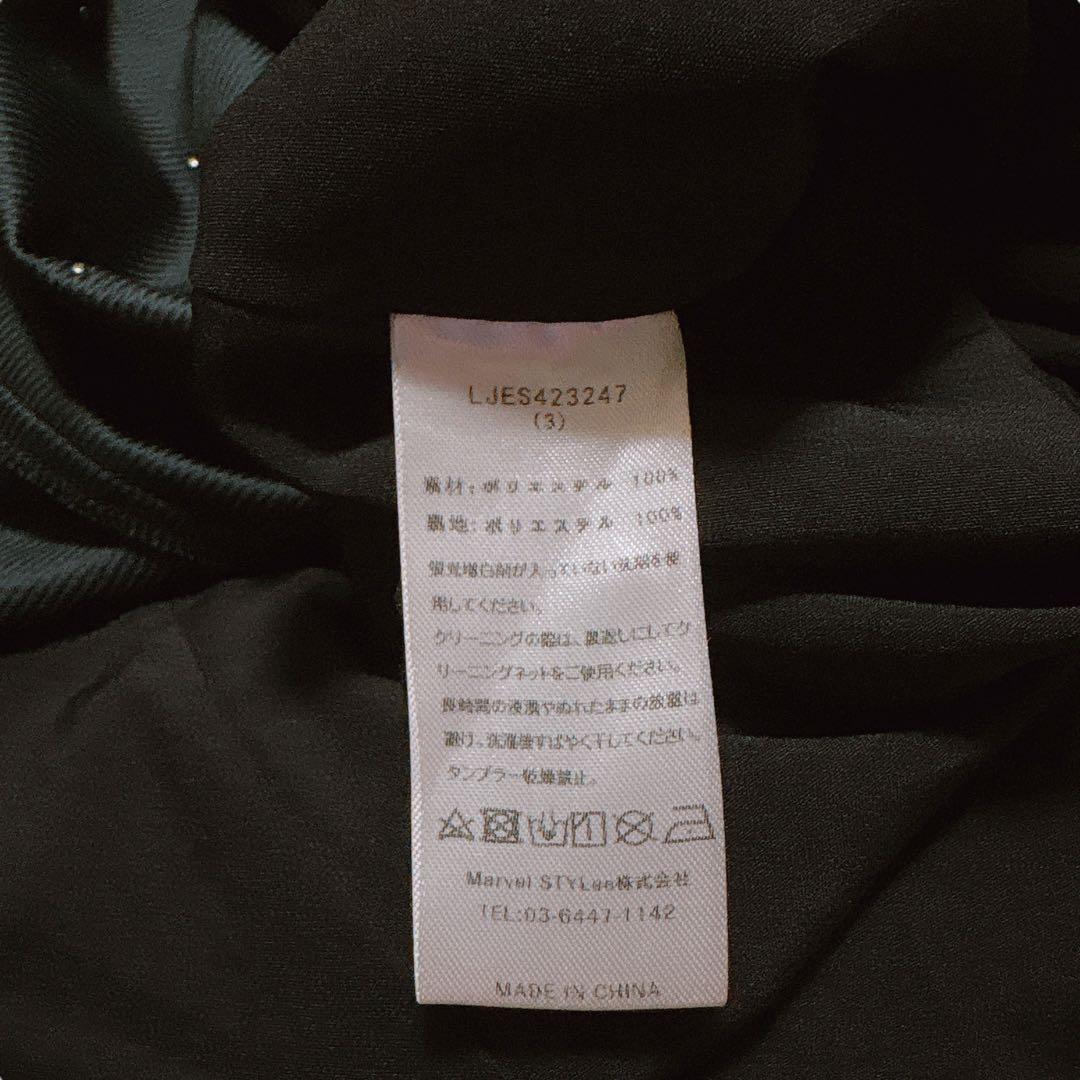 LJES423247
(3)
素材:ポリエステル 100%
裏地:ポリエステル 100%
蛍光増白剤が入っていない洗剤を使
用してください。
クリーニングの際は、裏返しにしてク
リーニングネットをご使用ください。
長時間の浸漬やぬれたままの放置は
避け、洗濯後すばやく干してください。
タンブラー乾燥禁止。
Marvel STYLes株式会社
TEL:03-6447-1142
MADE IN CHINA